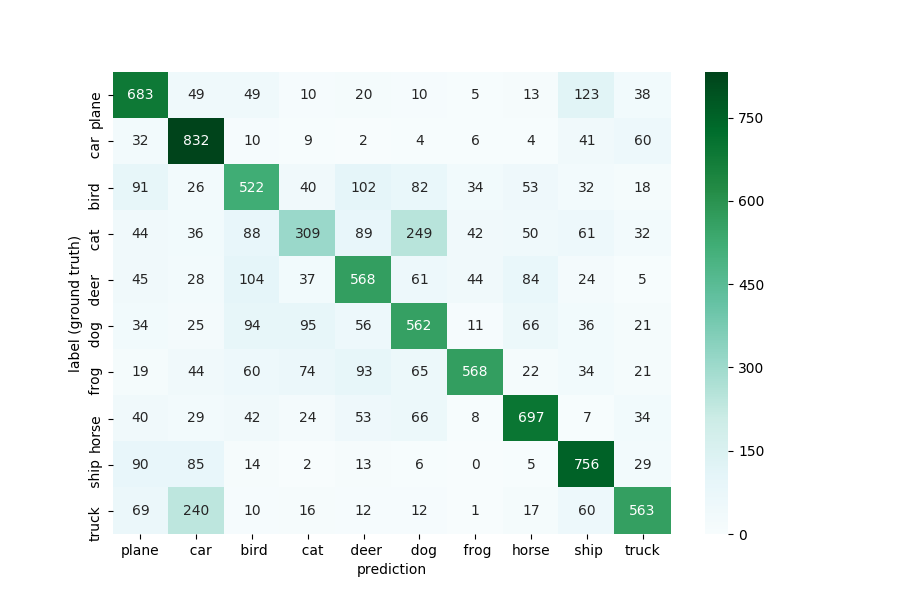 plane 683 49 49 10 20 10 5 13 123 38
car 32 832 10 9 2 4 6 4 41 60
bird 91 26 522 40 102 82 34 53 32 18
cat 44 36 88 309 89 249 42 50 61 32
deer 45 28 104 37 568 61 44 84 24 5
dog 34 25 94 95 56 562 11 66 36 21
frog 19 44 60 74 93 65 568 22 34 21
horse 40 29 42 24 53 66 8 697 7 34
ship 90 85 14 2 13 6 0 5 756 29
truck 69 240 10 16 12 12 1 17 60 563
plane car bird cat deer dog frog horse ship truck
prediction
label (ground truth)
750
600
450
300
150
0